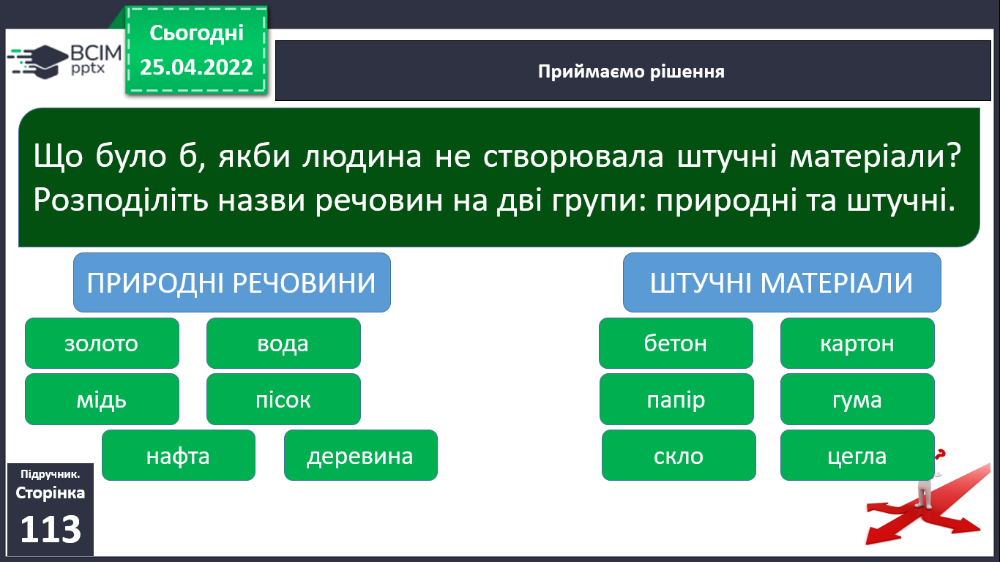 Сьогодні
25.04.2022
ВСІМ
pptx
Приймаємо рішення
Що було б, якби людина не створювала штучні матеріали?
Розподіліть назви речовин на дві групи: природні та штучні.
ПРИРОДНІ РЕЧОВИНИ
ШТУЧНІ МАТЕРІАЛИ
золото
вода
бетон
картон
мідь
пісок
папір
гума
нафта
деревина
скло
цегла
?
Підручник.
Сторінка
113